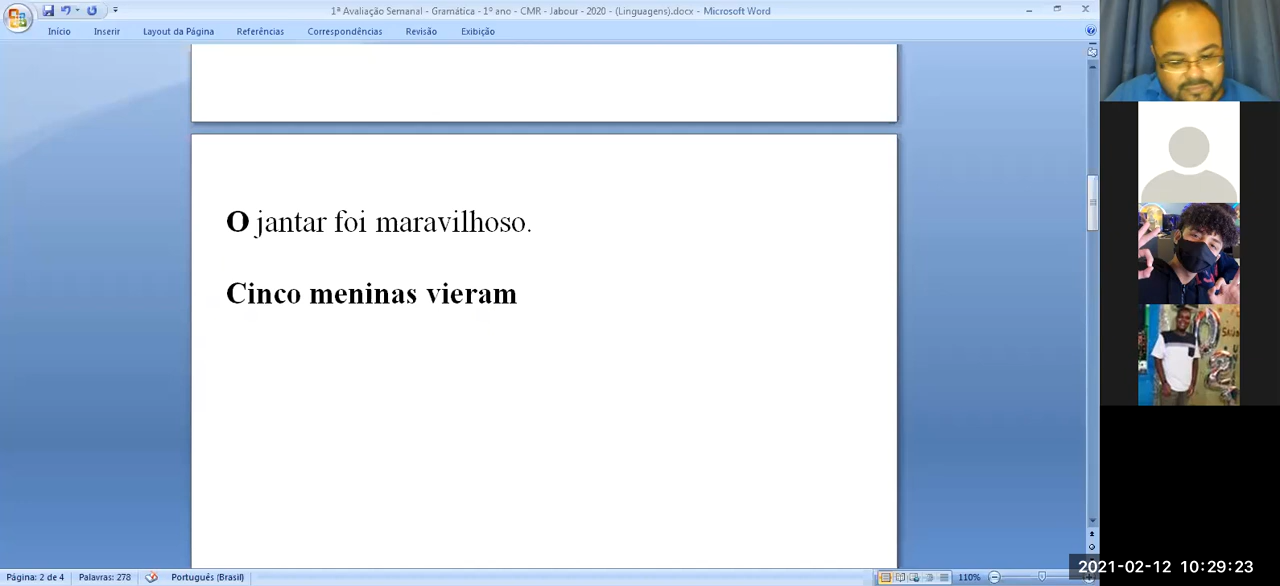 1ª Avaliação Semanal - Gramática - 1º ano - CMR - Jabour - 2020 - (Linguagens).docx - Microsoft Word
Início Inserir Layout da Página Referências Correspondências Revisão Exibição
O jantar foi maravilhoso.
Cinco meninas vieram
Página: 2 de 4 Palavras: 278 Português (Brasil) 110%
2021-02-12 10:29:23